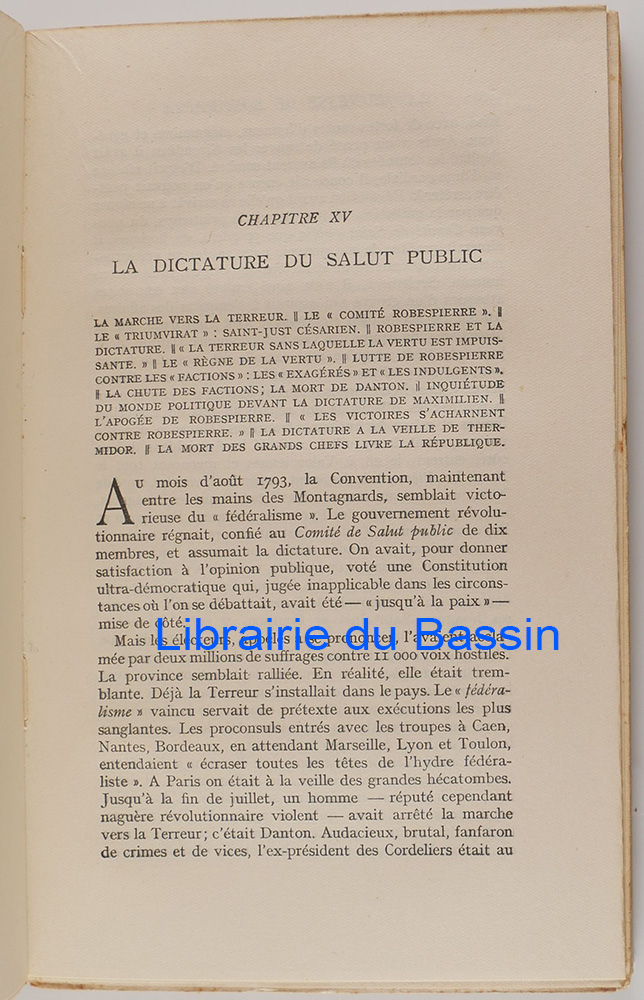 CHAPITRE XV
LA DICTATURE DU SALUT PUBLIC
LA MARCHE VERS LA TERREUR. || LE « COMITÉ ROBESPIERRE ». ||
LE « TRIUMVIRAT » : SAINT-JUST CÉSARIEN. || ROBESPIERRE ET LA
DICTATURE. || « LA TERREUR SANS LAQUELLE LA VERTU EST IMPUIS-
SANTE. » || LE « RÈGNE DE LA VERTU ». || LUTTE DE ROBESPIERRE
CONTRE LES « FACTIONS » : LES « EXAGÉRÉS » ET « LES INDULGENTS ».
|| LA CHUTE DES FACTIONS; LA MORT DE DANTON. || INQUIÉTUDE
DU MONDE POLITIQUE DEVANT LA DICTATURE DE MAXIMILIEN. ||
L'APOGÉE DE ROBESPIERRE. || « LES VICTOIRES S'ACHARNENT
CONTRE ROBESPIERRE. » || LA DICTATURE A LA VEILLE DE THER-
MIDOR. || LA MORT DES GRANDS CHEFS LIVRE LA RÉPUBLIQUE.
AU mois d'août 1793, la Convention, maintenant
entre les mains des Montagnards, semblait victo-
rieuse du « fédéralisme ». Le gouvernement révolu-
tionnaire régnait, confié au Comité de Salut public de dix
membres, et assumait la dictature. On avait, pour donner
satisfaction à l'opinion publique, voté une Constitution
ultra-démocratique qui, jugée inapplicable dans les circons-
tances où l'on se débattait, avait été — « jusqu'à la paix » —
mise de côté.
Librairie du Bassin
Mais les électeurs, appelés à se prononcer, l'avaient accla-
mée par deux millions de suffrages contre 11 000 voix hostiles.
La province semblait ralliée. En réalité, elle était trem-
blante. Déjà la Terreur s'installait dans le pays. Le « fédéra-
lisme » vaincu servait de prétexte aux exécutions les plus
sanglantes. Les proconsuls entrés avec les troupes à Caen,
Nantes, Bordeaux, en attendant Marseille, Lyon et Toulon,
entendaient « écraser toutes les têtes de l'hydre fédéra-
liste ». A Paris on était à la veille des grandes hécatombes.
Jusqu'à la fin de juillet, un homme — réputé cependant
naguère révolutionnaire violent — avait arrêté la marche
vers la Terreur; c'était Danton. Audacieux, brutal, fanfaron
de crimes et de vices, l'ex-président des Cordeliers était au